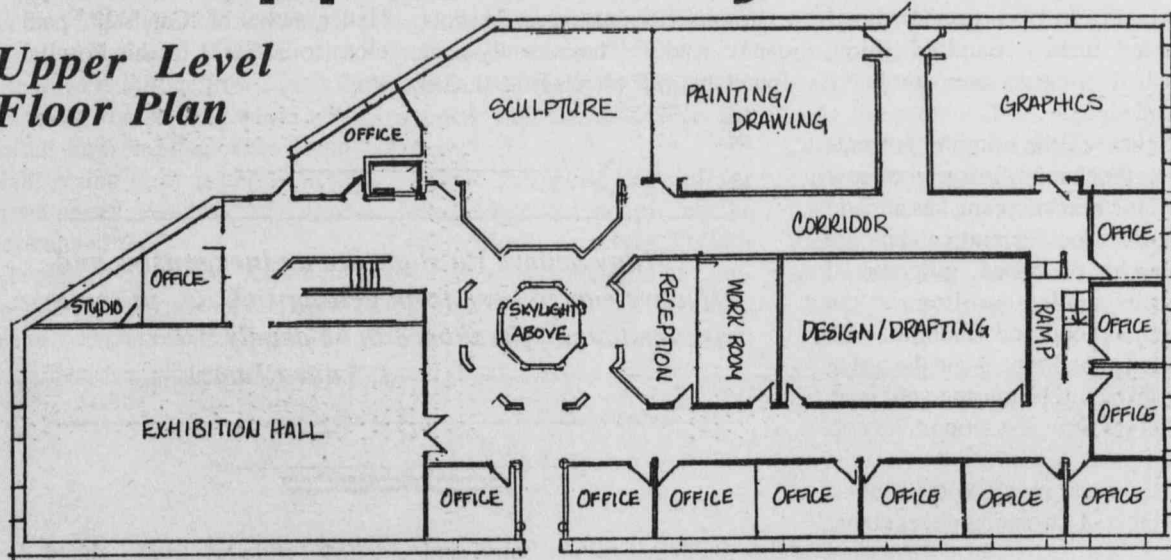 Upper Level
Floor Plan
SCULPTURE
PAINTING/
DRAWING
GRAPHICS
OFFICE
CORRIDOR
OFFICE
OFFICE
STUDIO
SKYLIGHT
ABOVE
RECEPTION
WORK ROOM
DESIGN/DRAFTING
RAMP
OFFICE
OFFICE
EXHIBITION HALL
OFFICE
OFFICE
OFFICE
OFFICE
OFFICE
OFFICE
OFFICE